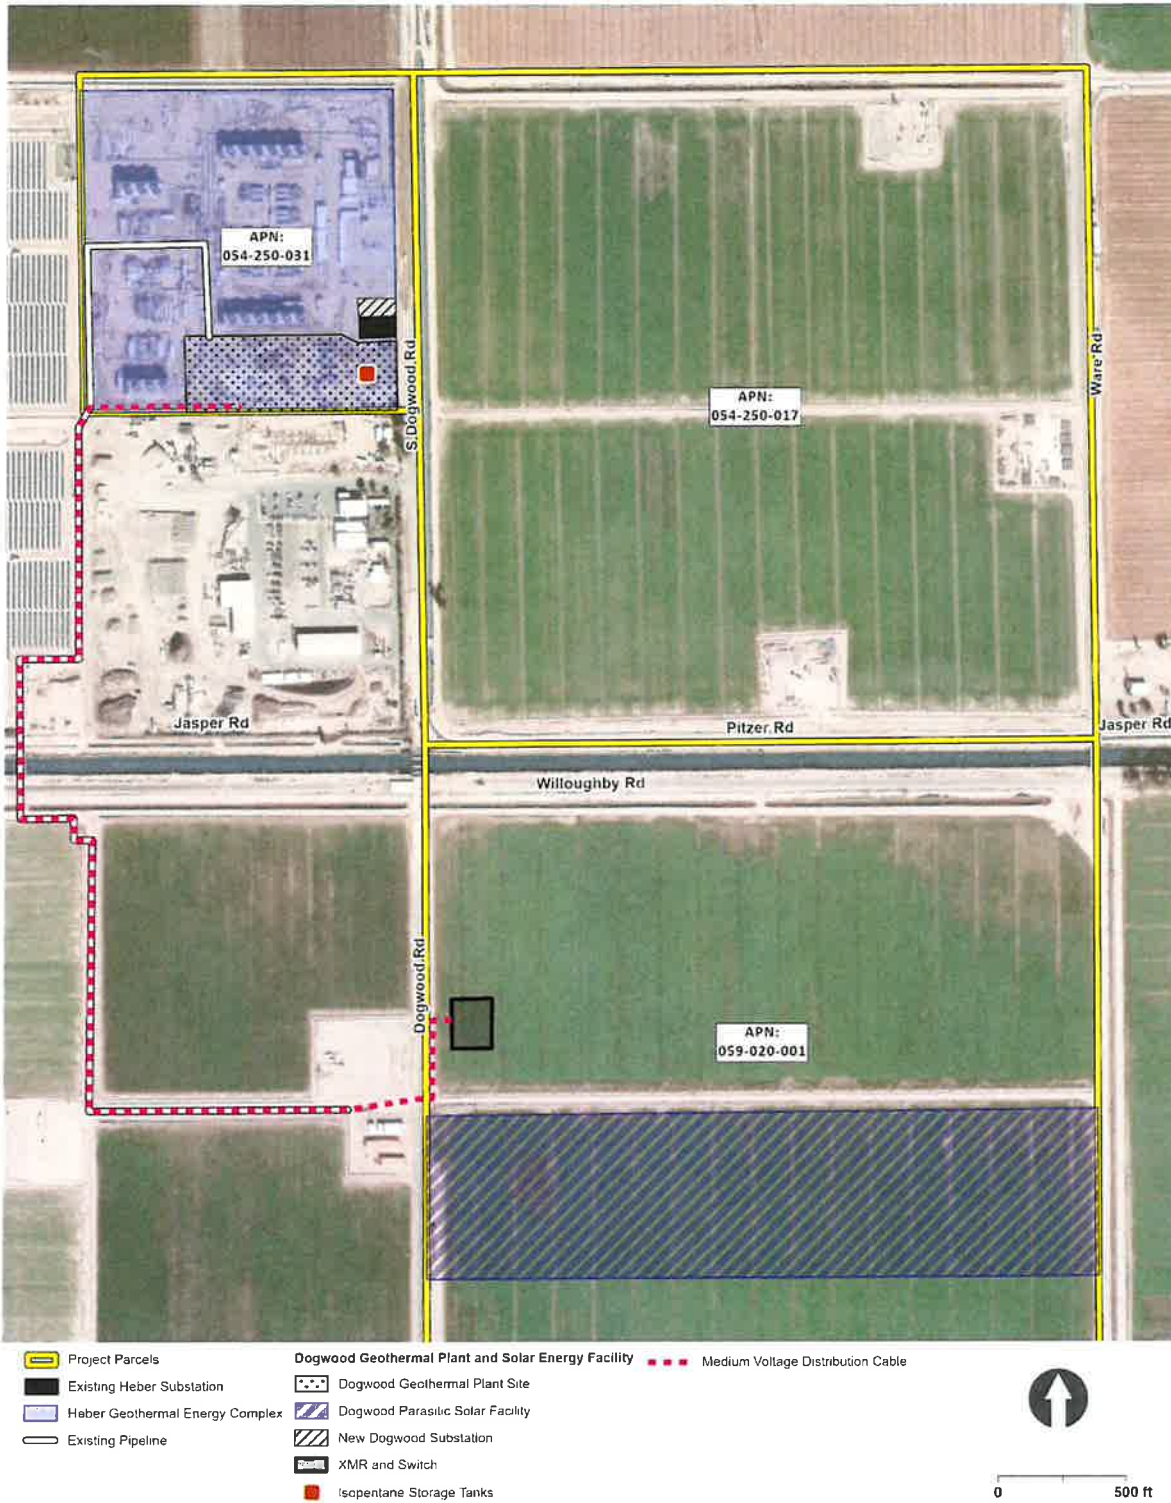 APN:
054-250-031
S Dogwood Rd
Ware Rd
APN:
054-250-017
Jasper Rd
Pitzer Rd
Jasper Rd
Willoughby Rd
Dogwood Rd
APN:
059-020-001
Project Parcels
Existing Heber Substation
Heber Geothermal Energy Complex
Existing Pipeline
Dogwood Geothermal Plant and Solar Energy Facility
Dogwood Geothermal Plant Site
Dogwood Parasitic Solar Facility
New Dogwood Substation
XMR and Switch
Isopentane Storage Tanks
Medium Voltage Distribution Cable
0 500 ft